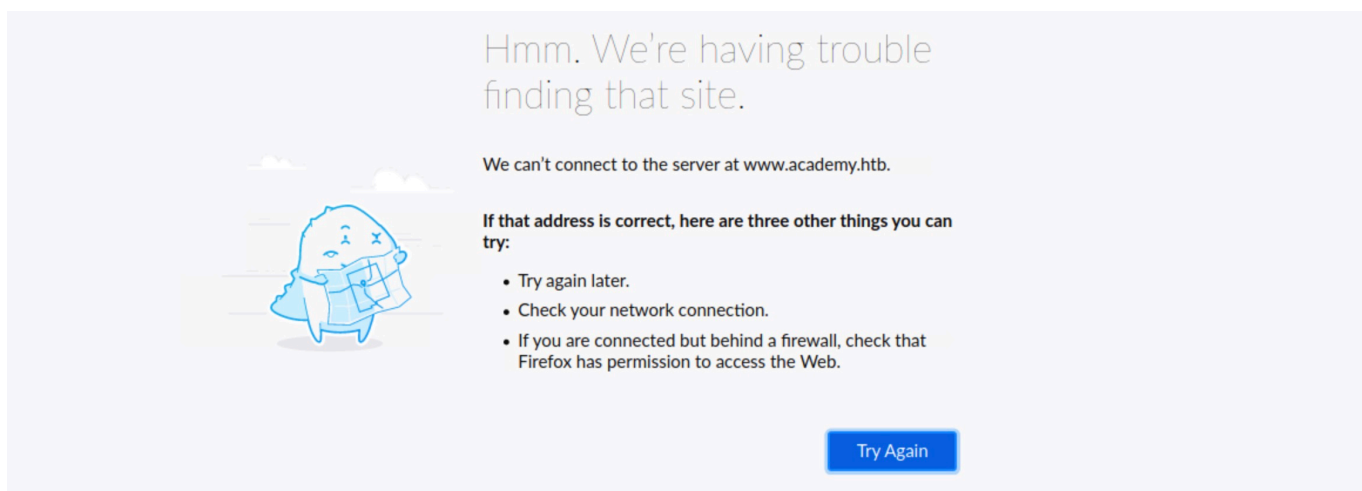 Hmm. We're having trouble
finding that site.
We can't connect to the server at www.academy.htb.
If that address is correct, here are three other things you can
try:
• Try again later.
• Check your network connection.
• If you are connected but behind a firewall, check that
Firefox has permission to access the Web.
Try Again